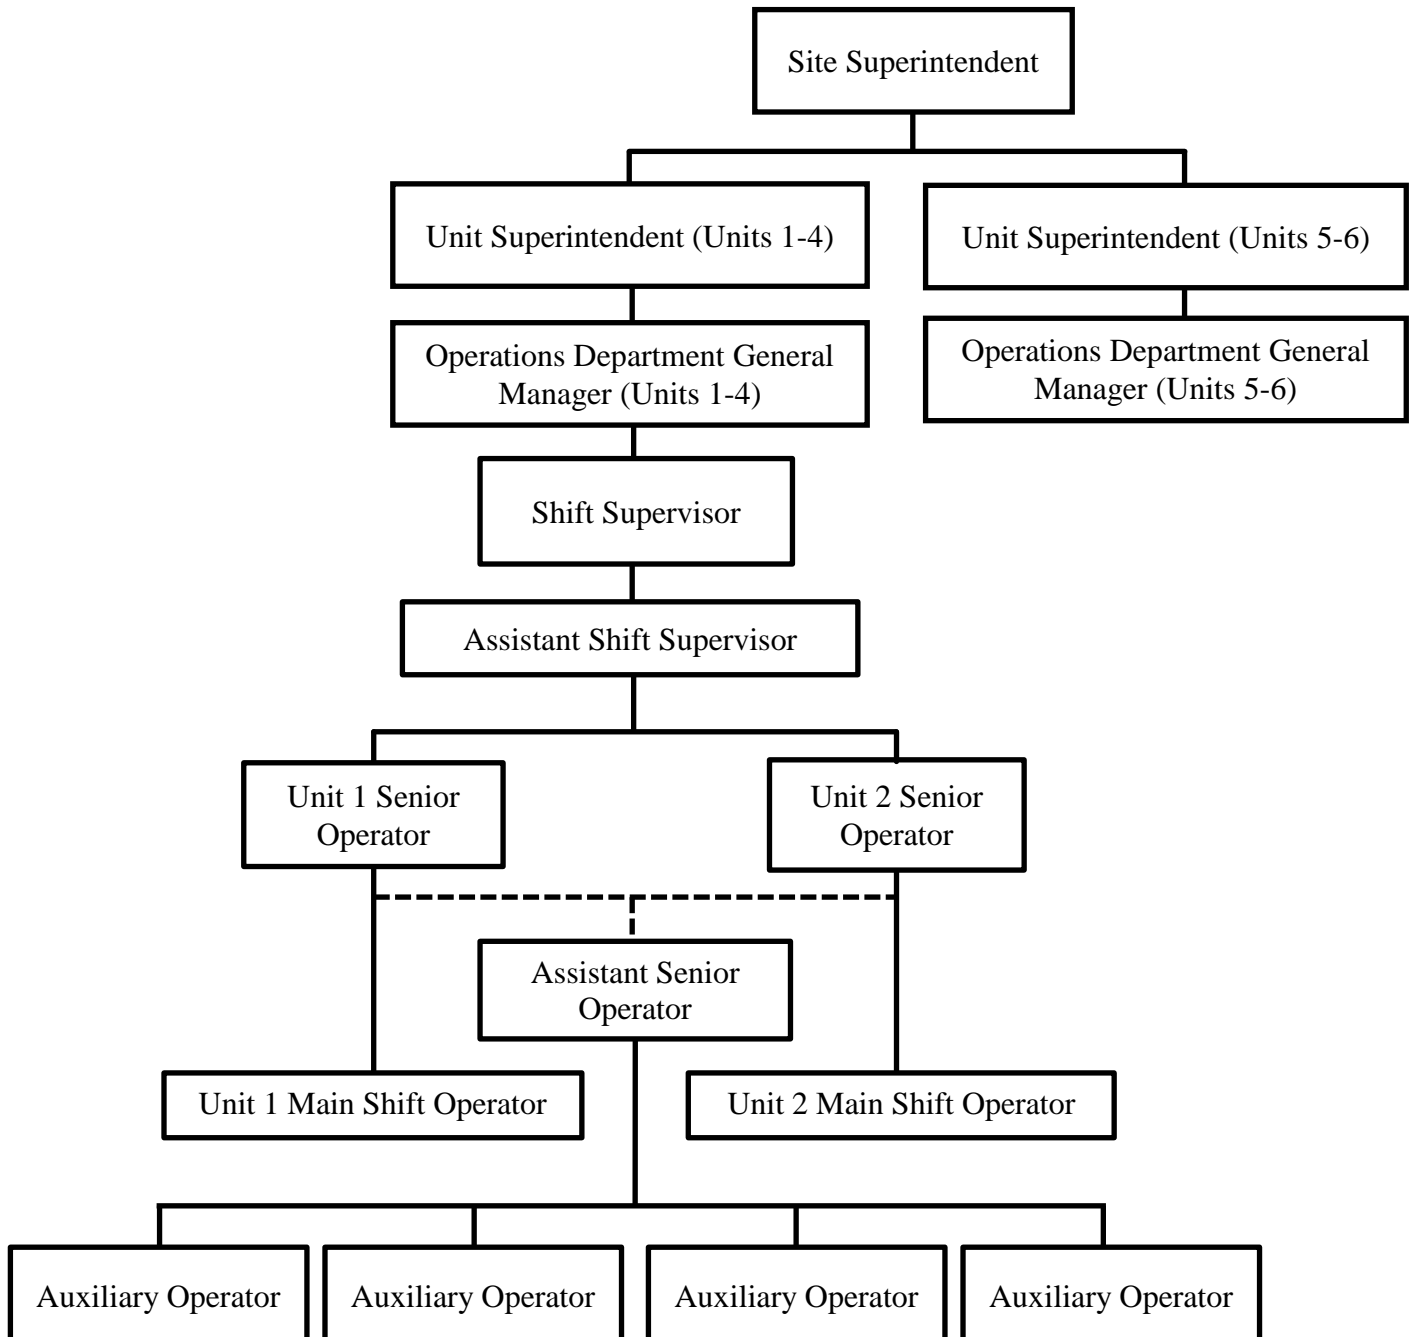 Site Superintendent
Unit Superintendent (Units 1-4)
Unit Superintendent (Units 5-6)
Operations Department General
Manager (Units 1-4)
Operations Department General
Manager (Units 5-6)
Shift Supervisor
Assistant Shift Supervisor
Unit 1 Senior
Operator
Unit 2 Senior
Operator
Assistant Senior
Operator
Unit 1 Main Shift Operator
Unit 2 Main Shift Operator
Auxiliary Operator
Auxiliary Operator
Auxiliary Operator
Auxiliary Operator